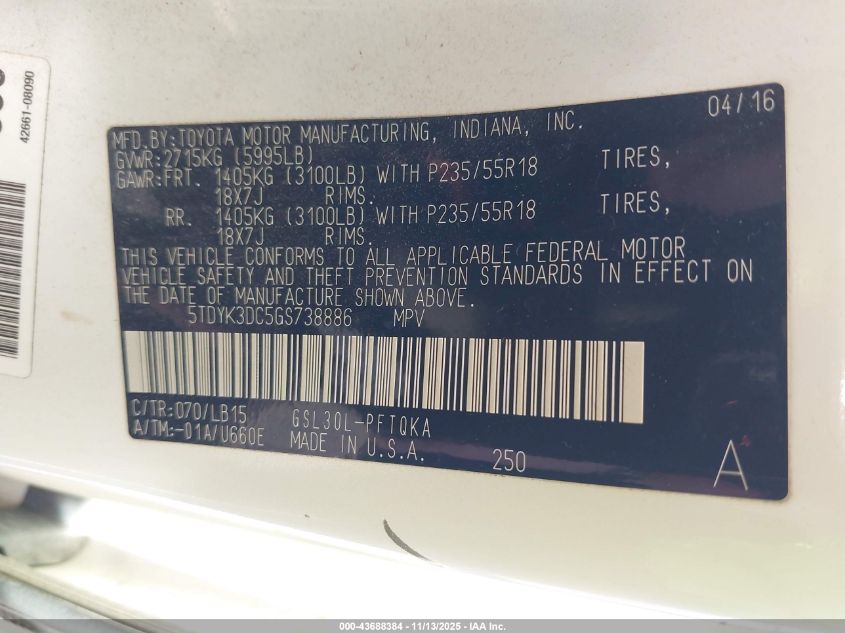 42661-08090
04/16
MFD.BY:TOYOTA MOTOR MANUFACTURING, INDIANA, INC.
GVWR:2715KG (5995LB)
GAWR:FRT. 1405KG (3100LB) WITH P235/55R18 TIRES,
18X7J RIMS.
RR. 1405KG (3100LB) WITH P235/55R18 TIRES,
18X7J RIMS.
THIS VEHICLE CONFORMS TO ALL APPLICABLE FEDERAL MOTOR
VEHICLE SAFETY AND THEFT PREVENTION STANDARDS IN EFFECT ON
THE DATE OF MANUFACTURE SHOWN ABOVE.
5TDYK3DC5GS738886 MPV
C/TR:070/LB15 GSL30L-PFTQKA
A/TM:-01A/U660E MADE IN U.S.A. 250 A
000-43688384 - 11/13/2025 - IAA Inc.